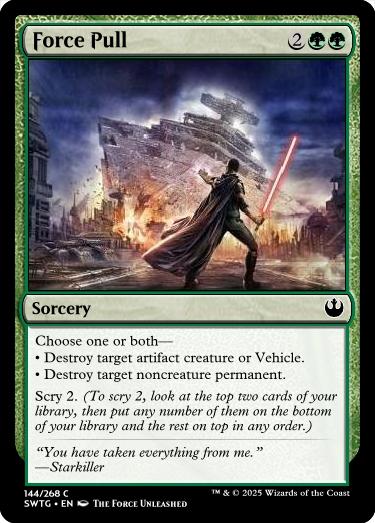 Force Pull 2
Sorcery
Choose one or both—
• Destroy target artifact creature or Vehicle.
• Destroy target noncreature permanent.
Scry 2. (To scry 2, look at the top two cards of your
library, then put any number of them on the bottom
of your library and the rest on top in any order.)
“You have taken everything from me.”
—Starkiller
144/268 C
SWTG • EN The Force Unleashed
™ & © 2025 Wizards of the Coast